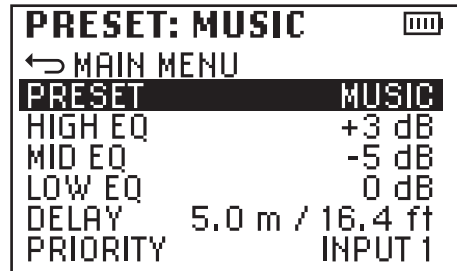 PRESET: MUSIC
MAIN MENU
PRESET MUSIC
HIGH EQ +3 dB
MID EQ -5 dB
LOW EQ 0 dB
DELAY 5.0 m / 16.4 ft
PRIORITY INPUT 1